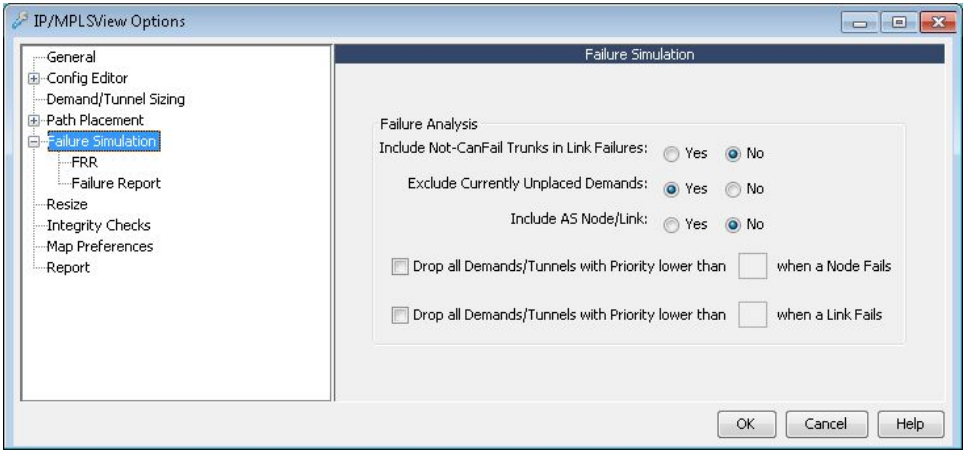 IP/MPLSView Options
General
Config Editor
Demand/Tunnel Sizing
Path Placement
Failure Simulation
FRR
Failure Report
Resize
Integrity Checks
Map Preferences
Report
Failure Simulation
Failure Analysis
Include Not-CanFail Trunks in Link Failures: Yes No
Exclude Currently Unplaced Demands: Yes No
Include AS Node/Link: Yes No
Drop all Demands/Tunnels with Priority lower than when a Node Fails
Drop all Demands/Tunnels with Priority lower than when a Link Fails
OK Cancel Help